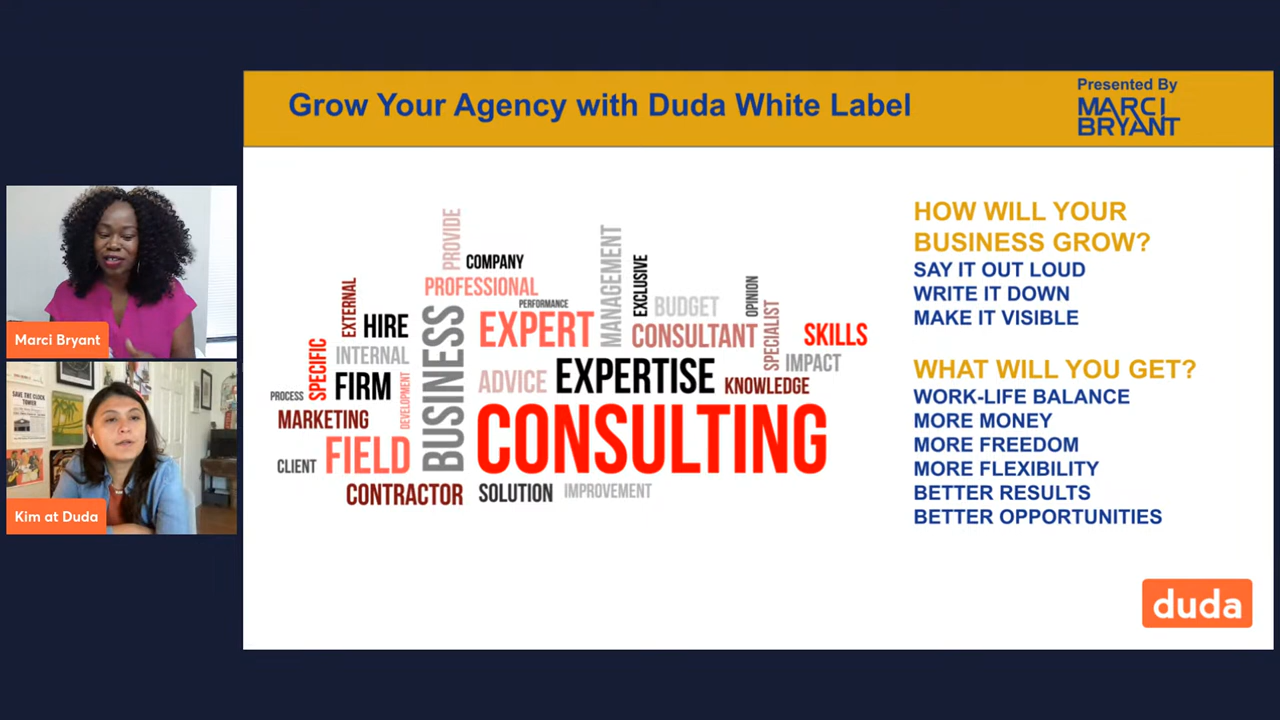 Grow Your Agency with Duda White Label
Presented By
MARCI
BRYANT
Marci Bryant
SAVE THE CLOCK
TOWER
Kim at Duda
PROVIDE
COMPANY
PROFESSIONAL
PERFORMANCE
MANAGEMENT
EXCLUSIVE
BUDGET
OPINION
EXTERNAL
HIRE
EXPERT
CONSULTANT
SPECIALIST
SKILLS
SPECIFIC
INTERNAL
BUSINESS
IMPACT
PROCESS
FIRM
DEVELOPMENT
ADVICE
EXPERTISE
KNOWLEDGE
MARKETING
CONSULTING
CLIENT
FIELD
CONTRACTOR
SOLUTION
IMPROVEMENT
HOW WILL YOUR
BUSINESS GROW?
SAY IT OUT LOUD
WRITE IT DOWN
MAKE IT VISIBLE
WHAT WILL YOU GET?
WORK-LIFE BALANCE
MORE MONEY
MORE FREEDOM
MORE FLEXIBILITY
BETTER RESULTS
BETTER OPPORTUNITIES
duda